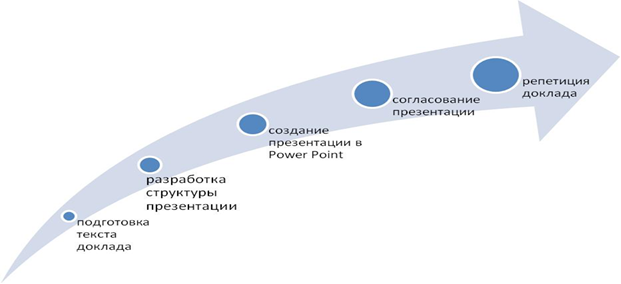 подготовка
текста
доклада
разработка
структуры
презентации
создание
презентации в
Power Point
согласование
презентации
репетиция
доклада